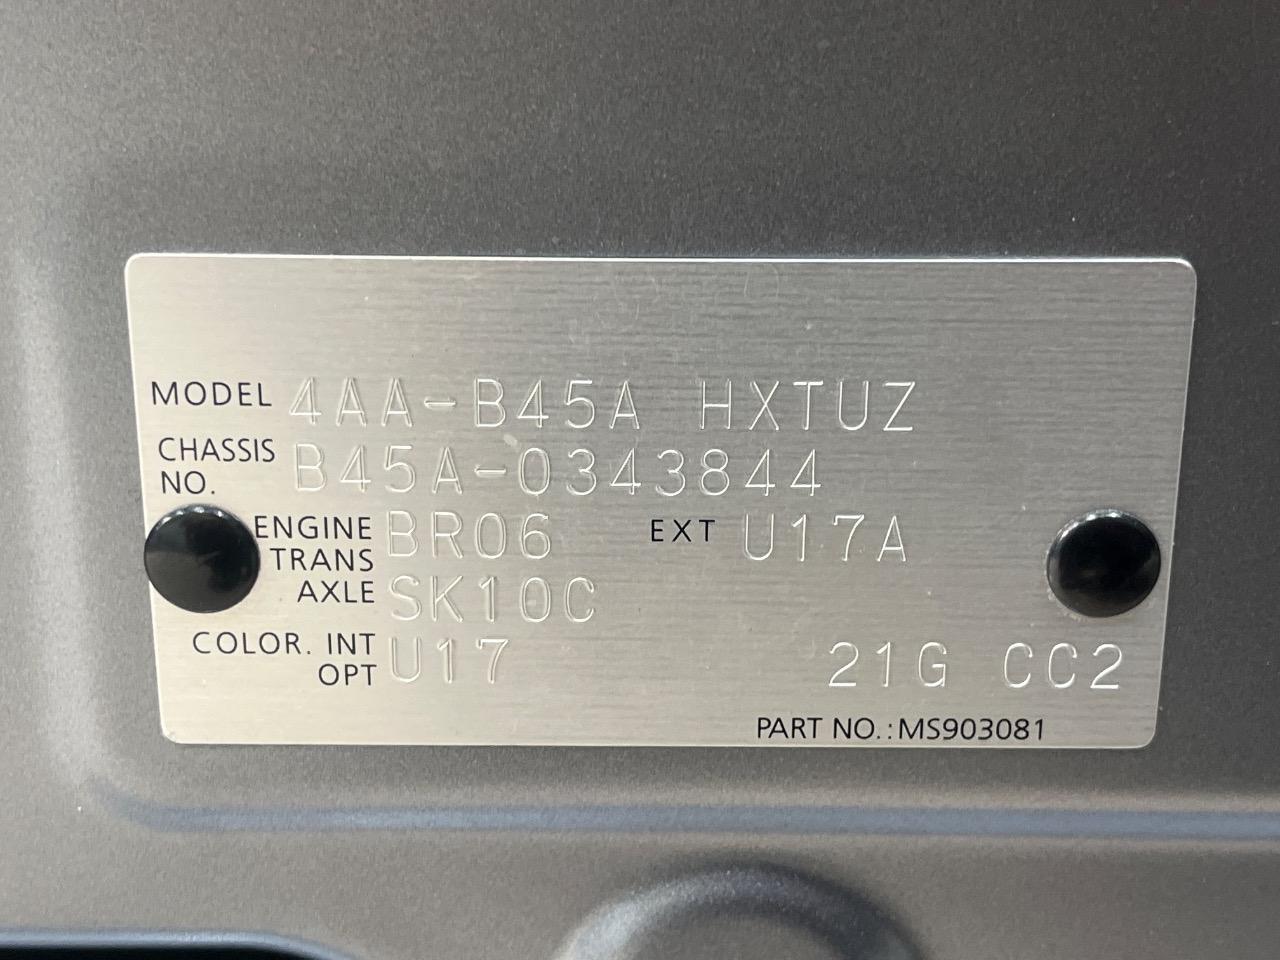 MODEL 4AA-B45A HXTUZ
CHASSIS NO. B45A-0343844
ENGINE BR06 EXT U17A
TRANS AXLE SK10C
COLOR. INT OPT U17 21G CC2
PART NO.: MS903081